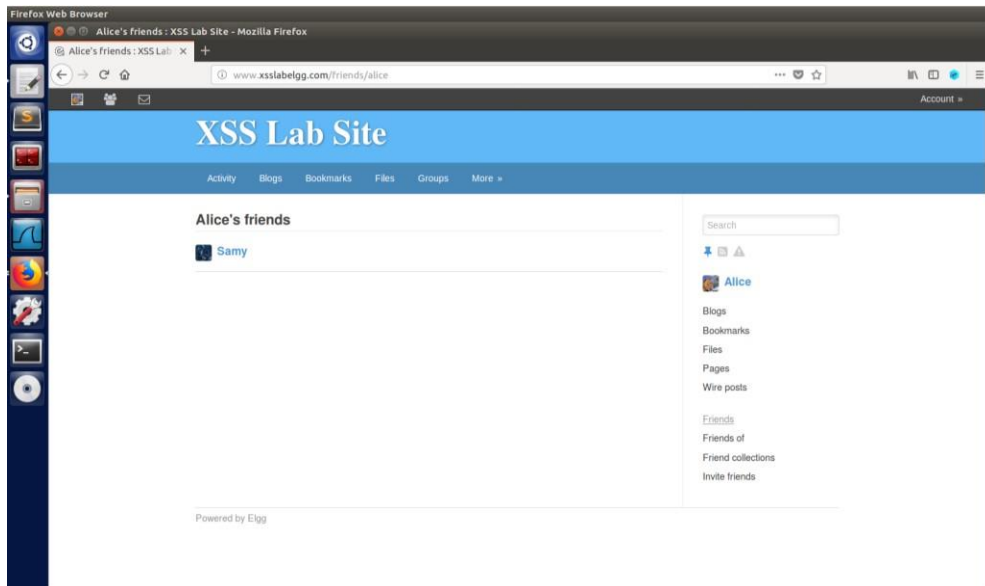 Firefox Web Browser
Alice's friends : XSS Lab Site - Mozilla Firefox
Alice's friends : XSS Lab
www.xsslabelgg.com/friends/alice
Account »
XSS Lab Site
Activity Blogs Bookmarks Files Groups More »
Alice's friends
Samy
Search
Alice
Blogs
Bookmarks
Files
Pages
Wire posts
Friends
Friends of
Friend collections
Invite friends
Powered by Elgg